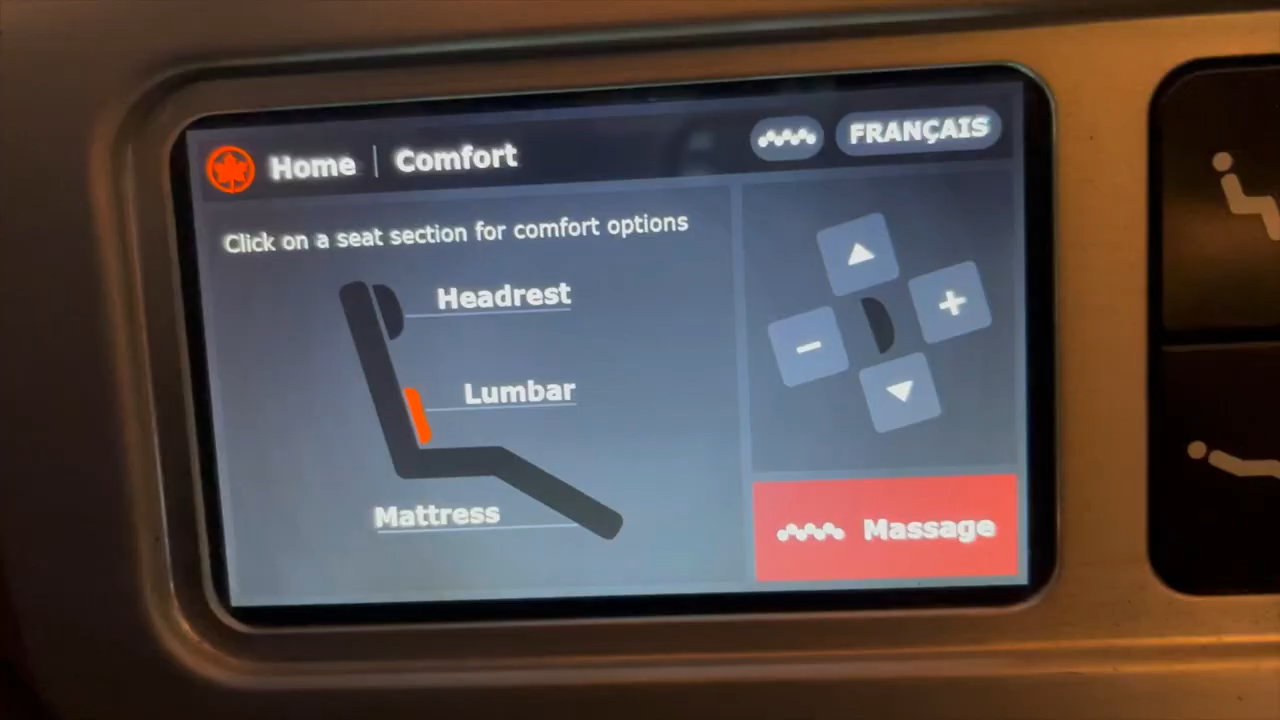 Home | Comfort
FRANÇAIS
Click on a seat section for comfort options
Headrest
Lumbar
Mattress
Massage